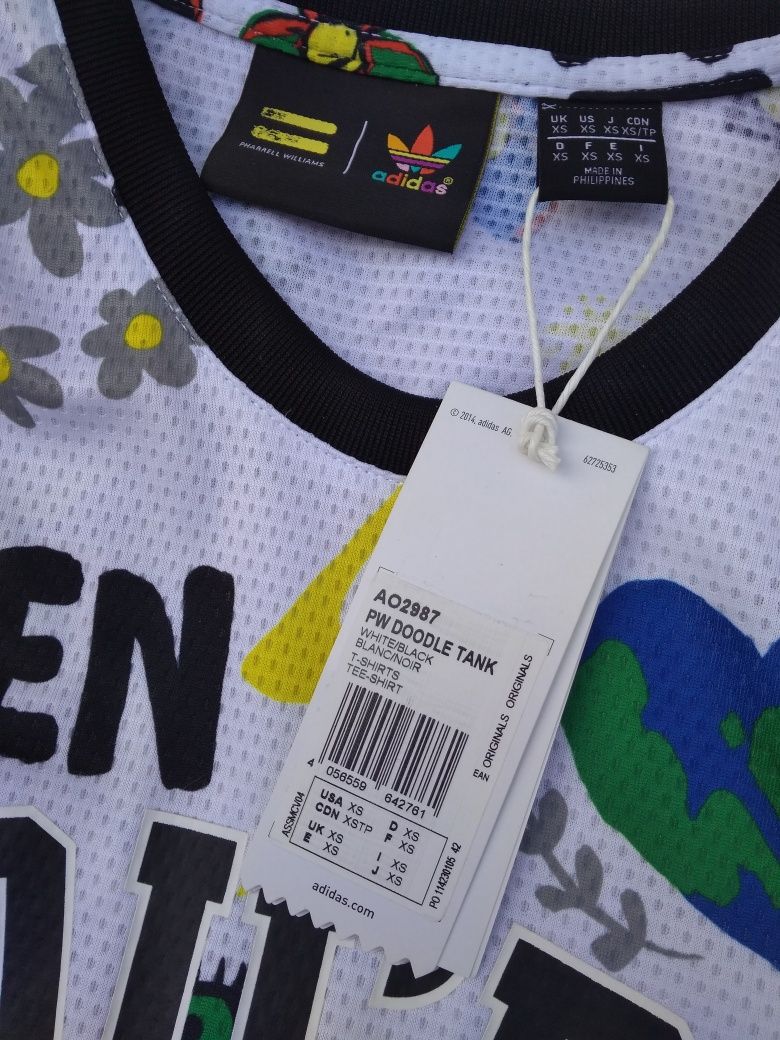 PHARRELL WILLIAMS
adidas®
UK US J CDN
XS XS XS XS/TP
D F E I
XS XS XS XS
MADE IN
PHILIPPINES
© 2014, adidas AG.
62725353
AO2987
PW DOODLE TANK
WHITE/BLACK
BLANC/NOIR
T-SHIRTS
TEE-SHIRT
ORIGINALS ORIGINALS
EAN
4 056559 642761
ASSMCV04
USA XS D XS
CDN XSTP F XS
UK XS I XS
E XS J XS
PO 114230105 42
adidas.com
EN